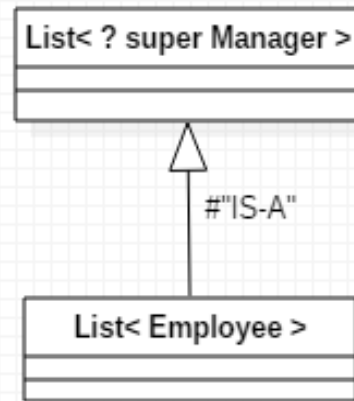 List< ? super Manager >
#"IS-A"
List< Employee >